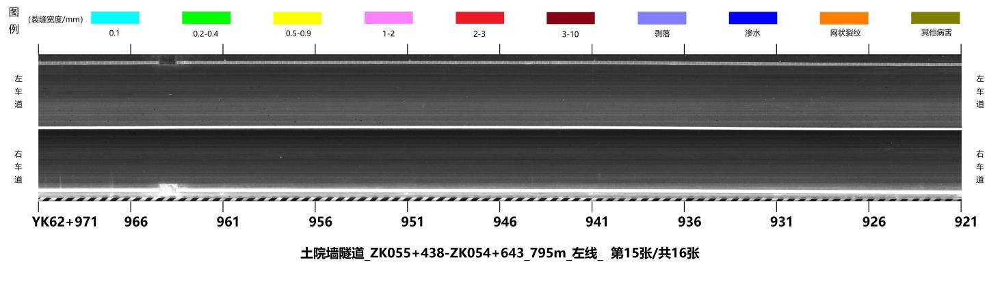 图例
(裂缝宽度/mm)
0.1 0.2-0.4 0.5-0.9 1-2 2-3 3-10 剥落 渗水 网状裂纹 其他病害
左车道 左车道
右车道 右车道
YK62+971 966 961 956 951 946 941 936 931 926 921
土院墙隧道_ZK055+438-ZK054+643_795m_左线_ 第15张/共16张